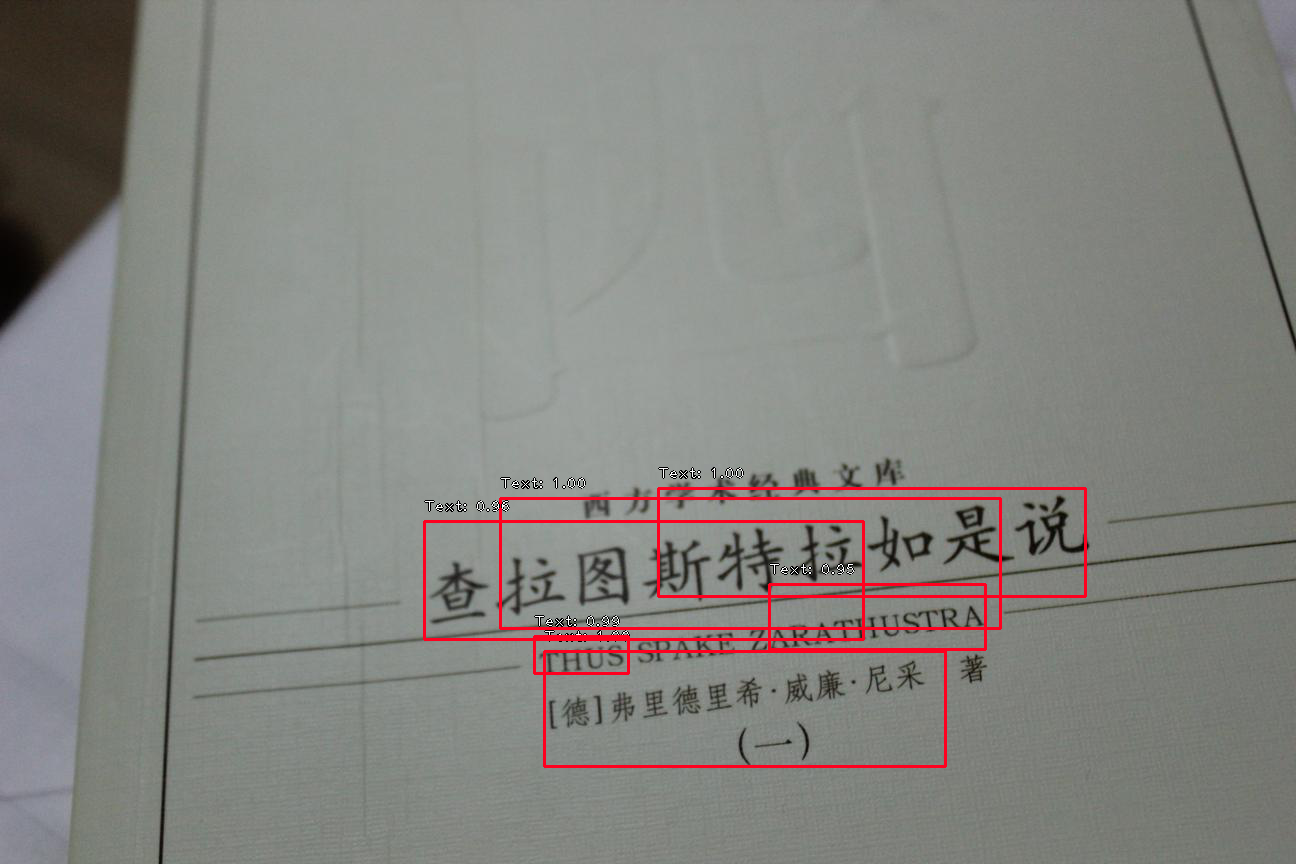 西方学术经典文库
查拉图斯特拉如是说
THUS SPAKE ZARATHUSTRA
[德]弗里德里希·威廉·尼采 著
(一)
Text: 1.00
Text: 1.00
Text: 0.95
Text: 0.95
Text: 0.99
Text: 1.00